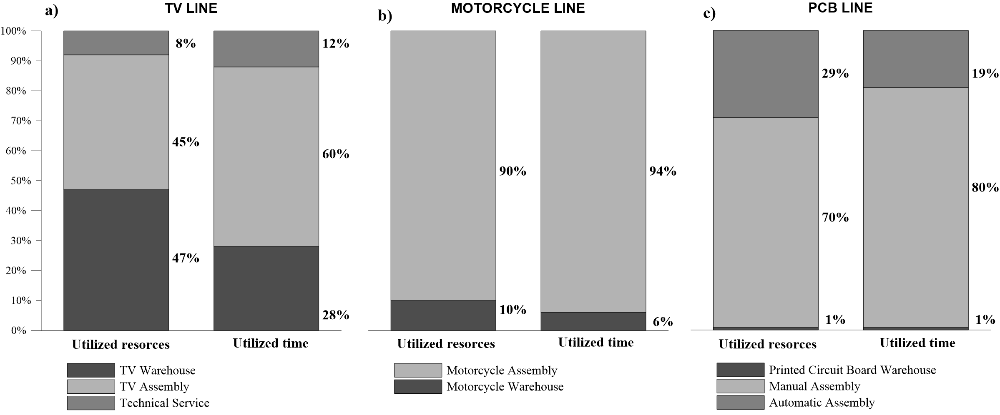 a)
TV LINE
100%
90%
80%
70%
60%
50%
40%
30%
20%
10%
0%
8%
45%
47%
12%
60%
28%
Utilized resorces
Utilized time
TV Warehouse
TV Assembly
Technical Service
b)
MOTORCYCLE LINE
90%
10%
94%
6%
Utilized resorces
Utilized time
Motorcycle Assembly
Motorcycle Warehouse
c)
PCB LINE
29%
70%
1%
19%
80%
1%
Utilized resorces
Utilized time
Printed Circuit Board Warehouse
Manual Assembly
Automatic Assembly